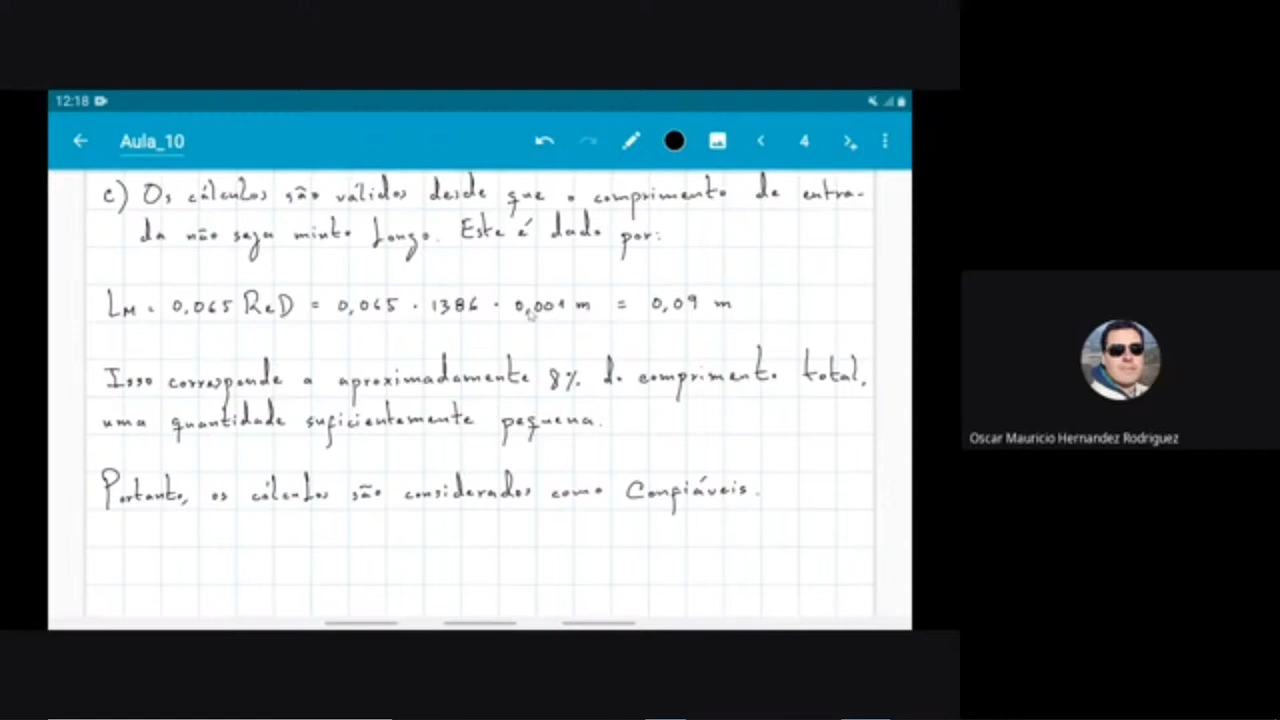 12:18
Aula_10
4
c) Os cálculos são válidos desde que o comprimento de entra-
da não seja muito longo. Este é dado por:
LM = 0,065 ReD = 0,065 · 1386 · 0,001 m = 0,09 m
Isso corresponde a aproximadamente 8% do comprimento total,
uma quantidade suficientemente pequena.
Portanto, os cálculos são considerados como Confiáveis.
Oscar Mauricio Hernandez Rodriguez